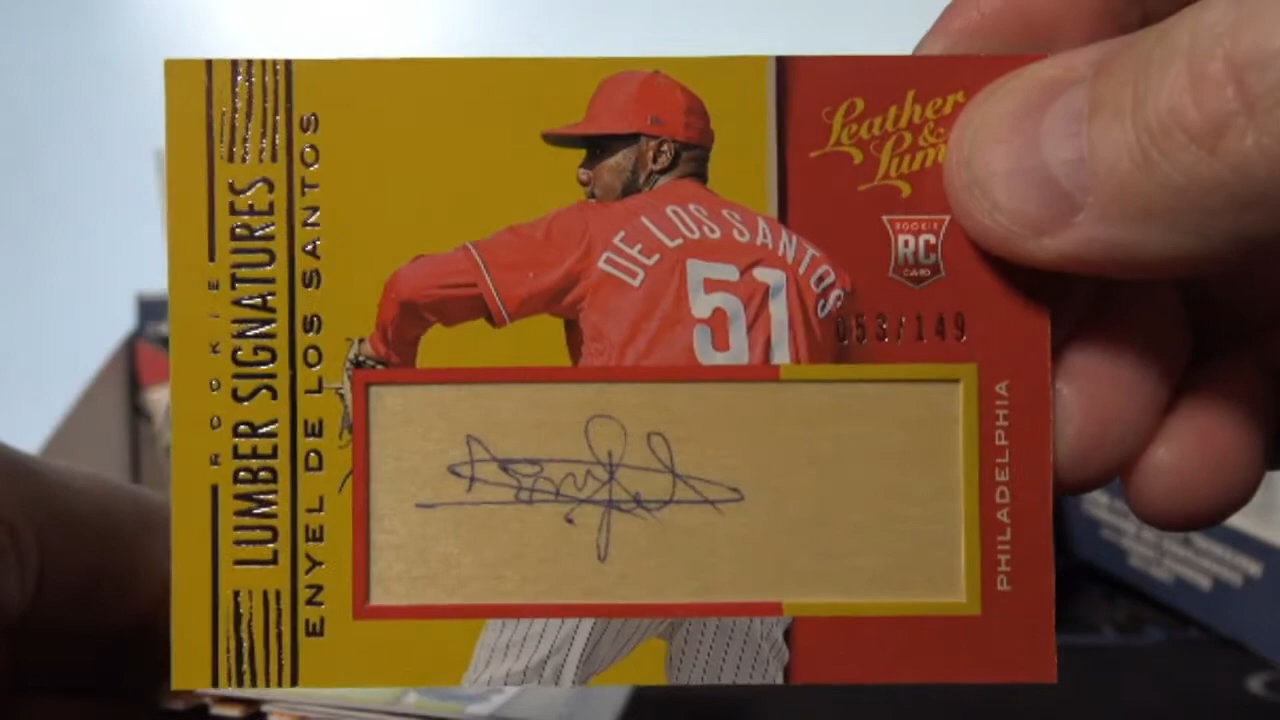 ROOKIE
LUMBER SIGNATURES
ENYEL DE LOS SANTOS
DE LOS SANTOS
51
Leather
&
Lum
ROOKIE
RC
CARD
053/149
PHILADELPHIA